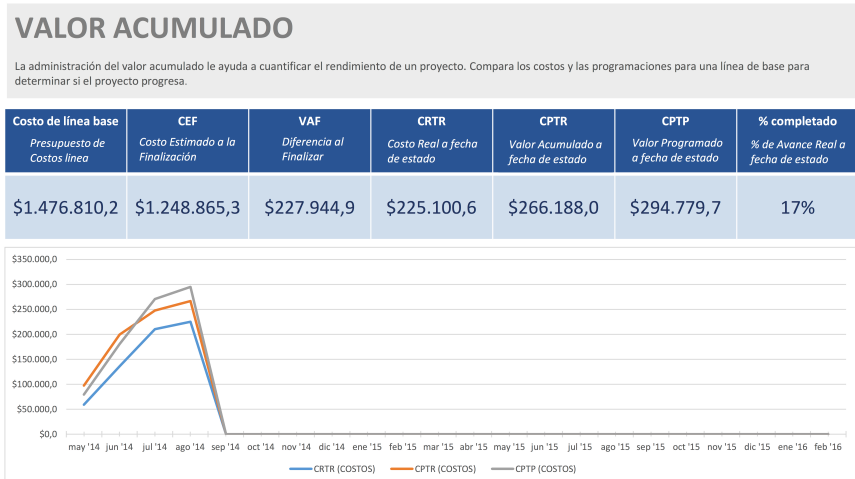 VALOR ACUMULADO
La administración del valor acumulado le ayuda a cuantificar el rendimiento de un proyecto. Compara los costos y las programaciones para una línea de base para
determinar si el proyecto progresa.
Costo de línea base CEF VAF CRTR CPTR CPTP % completado
Presupuesto de Costo Estimado a la Diferencia al Costo Real a fecha Valor Acumulado a Valor Programado % de Avance Real a
Costos linea Finalización Finalizar de estado fecha de estado a fecha de estado fecha de estado
$1.476.810,2 $1.248.865,3 $227.944,9 $225.100,6 $266.188,0 $294.779,7 17%
$350.000,0
$300.000,0
$250.000,0
$200.000,0
$150.000,0
$100.000,0
$50.000,0
$0,0
may '14 jun '14 jul '14 ago '14 sep '14 oct '14 nov '14 dic '14 ene '15 feb '15 mar '15 abr '15 may '15 jun '15 jul '15 ago '15 sep '15 oct '15 nov '15 dic '15 ene '16 feb '16
CRTR (COSTOS) CPTR (COSTOS) CPTP (COSTOS)